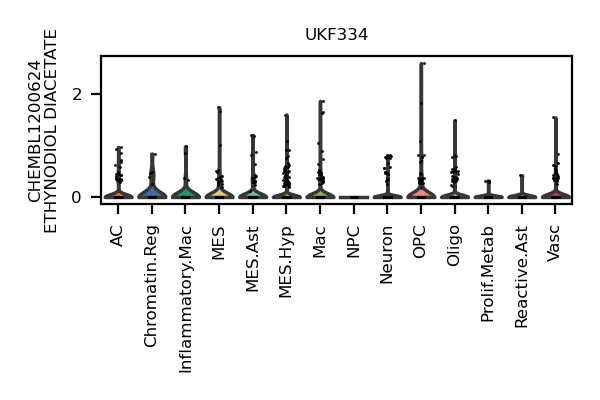 UKF334
CHEMBL1200624
ETHYNODIOL DIACETATE
2
0
AC
Chromatin.Reg
Inflammatory.Mac
MES
MES.Ast
MES.Hyp
Mac
NPC
Neuron
OPC
Oligo
Prolif.Metab
Reactive.Ast
Vasc